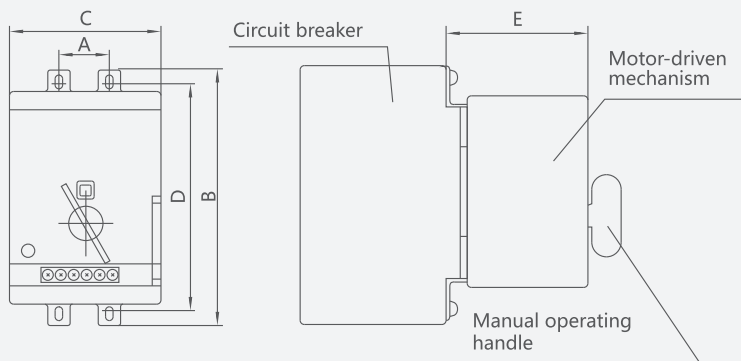 C
A
D
B
Circuit breaker
E
Motor-driven
mechanism
Manual operating
handle